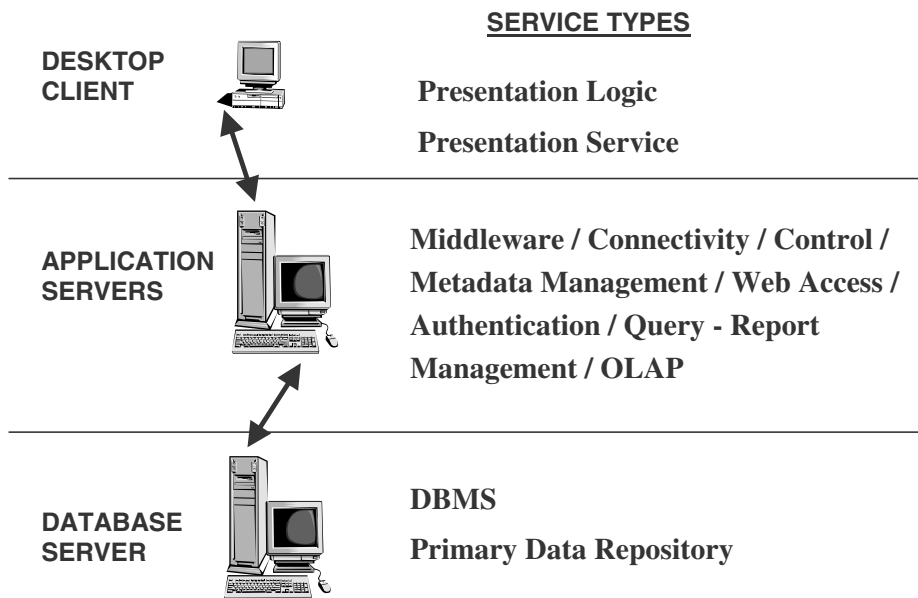 SERVICE TYPES
DESKTOP
CLIENT
Presentation Logic
Presentation Service
APPLICATION
SERVERS
Middleware / Connectivity / Control /
Metadata Management / Web Access /
Authentication / Query - Report
Management / OLAP
DATABASE
SERVER
DBMS
Primary Data Repository